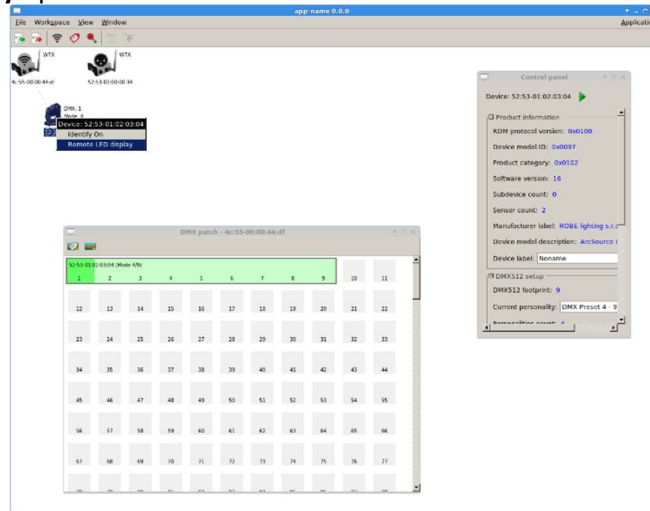 app-name 0.0.0
File Workspace View Window
WTX WTX
4c:55-00:00:44:df 52:53-02:00:00:34
DMX: 1
Mode: 4
Device: 52:53-01:02:03:04
Identify On
Remote LED display
Control panel
Device: 52:53-01:02:03:04
Product information
RDM protocol version: 0x0100
Device model ID: 0x0097
Product category: 0x0102
Software version: 16
Subdevice count: 0
Sensor count: 2
Manufacturer label: ROBE lighting s.r.
Device model description: ArcSource
Device label: Noname
DMX512 setup
DMX512 footprint: 9
Current personality: DMX Preset 4 - 9
DMX patch - 4c:55-00:00:44:df
52:53-01:02:03:04 (Mode 4/9)
1 2 3 4 5 6 7 8 9 10 11
12 13 14 15 16 17 18 19 20 21 22
23 24 25 26 27 28 29 30 31 32 33
34 35 36 37 38 39 40 41 42 43 44
45 46 47 48 49 50 51 52 53 54 55
56 57 58 59 60 61 62 63 64 65 66
67 68 69 70 71 72 73 74 75 76 77